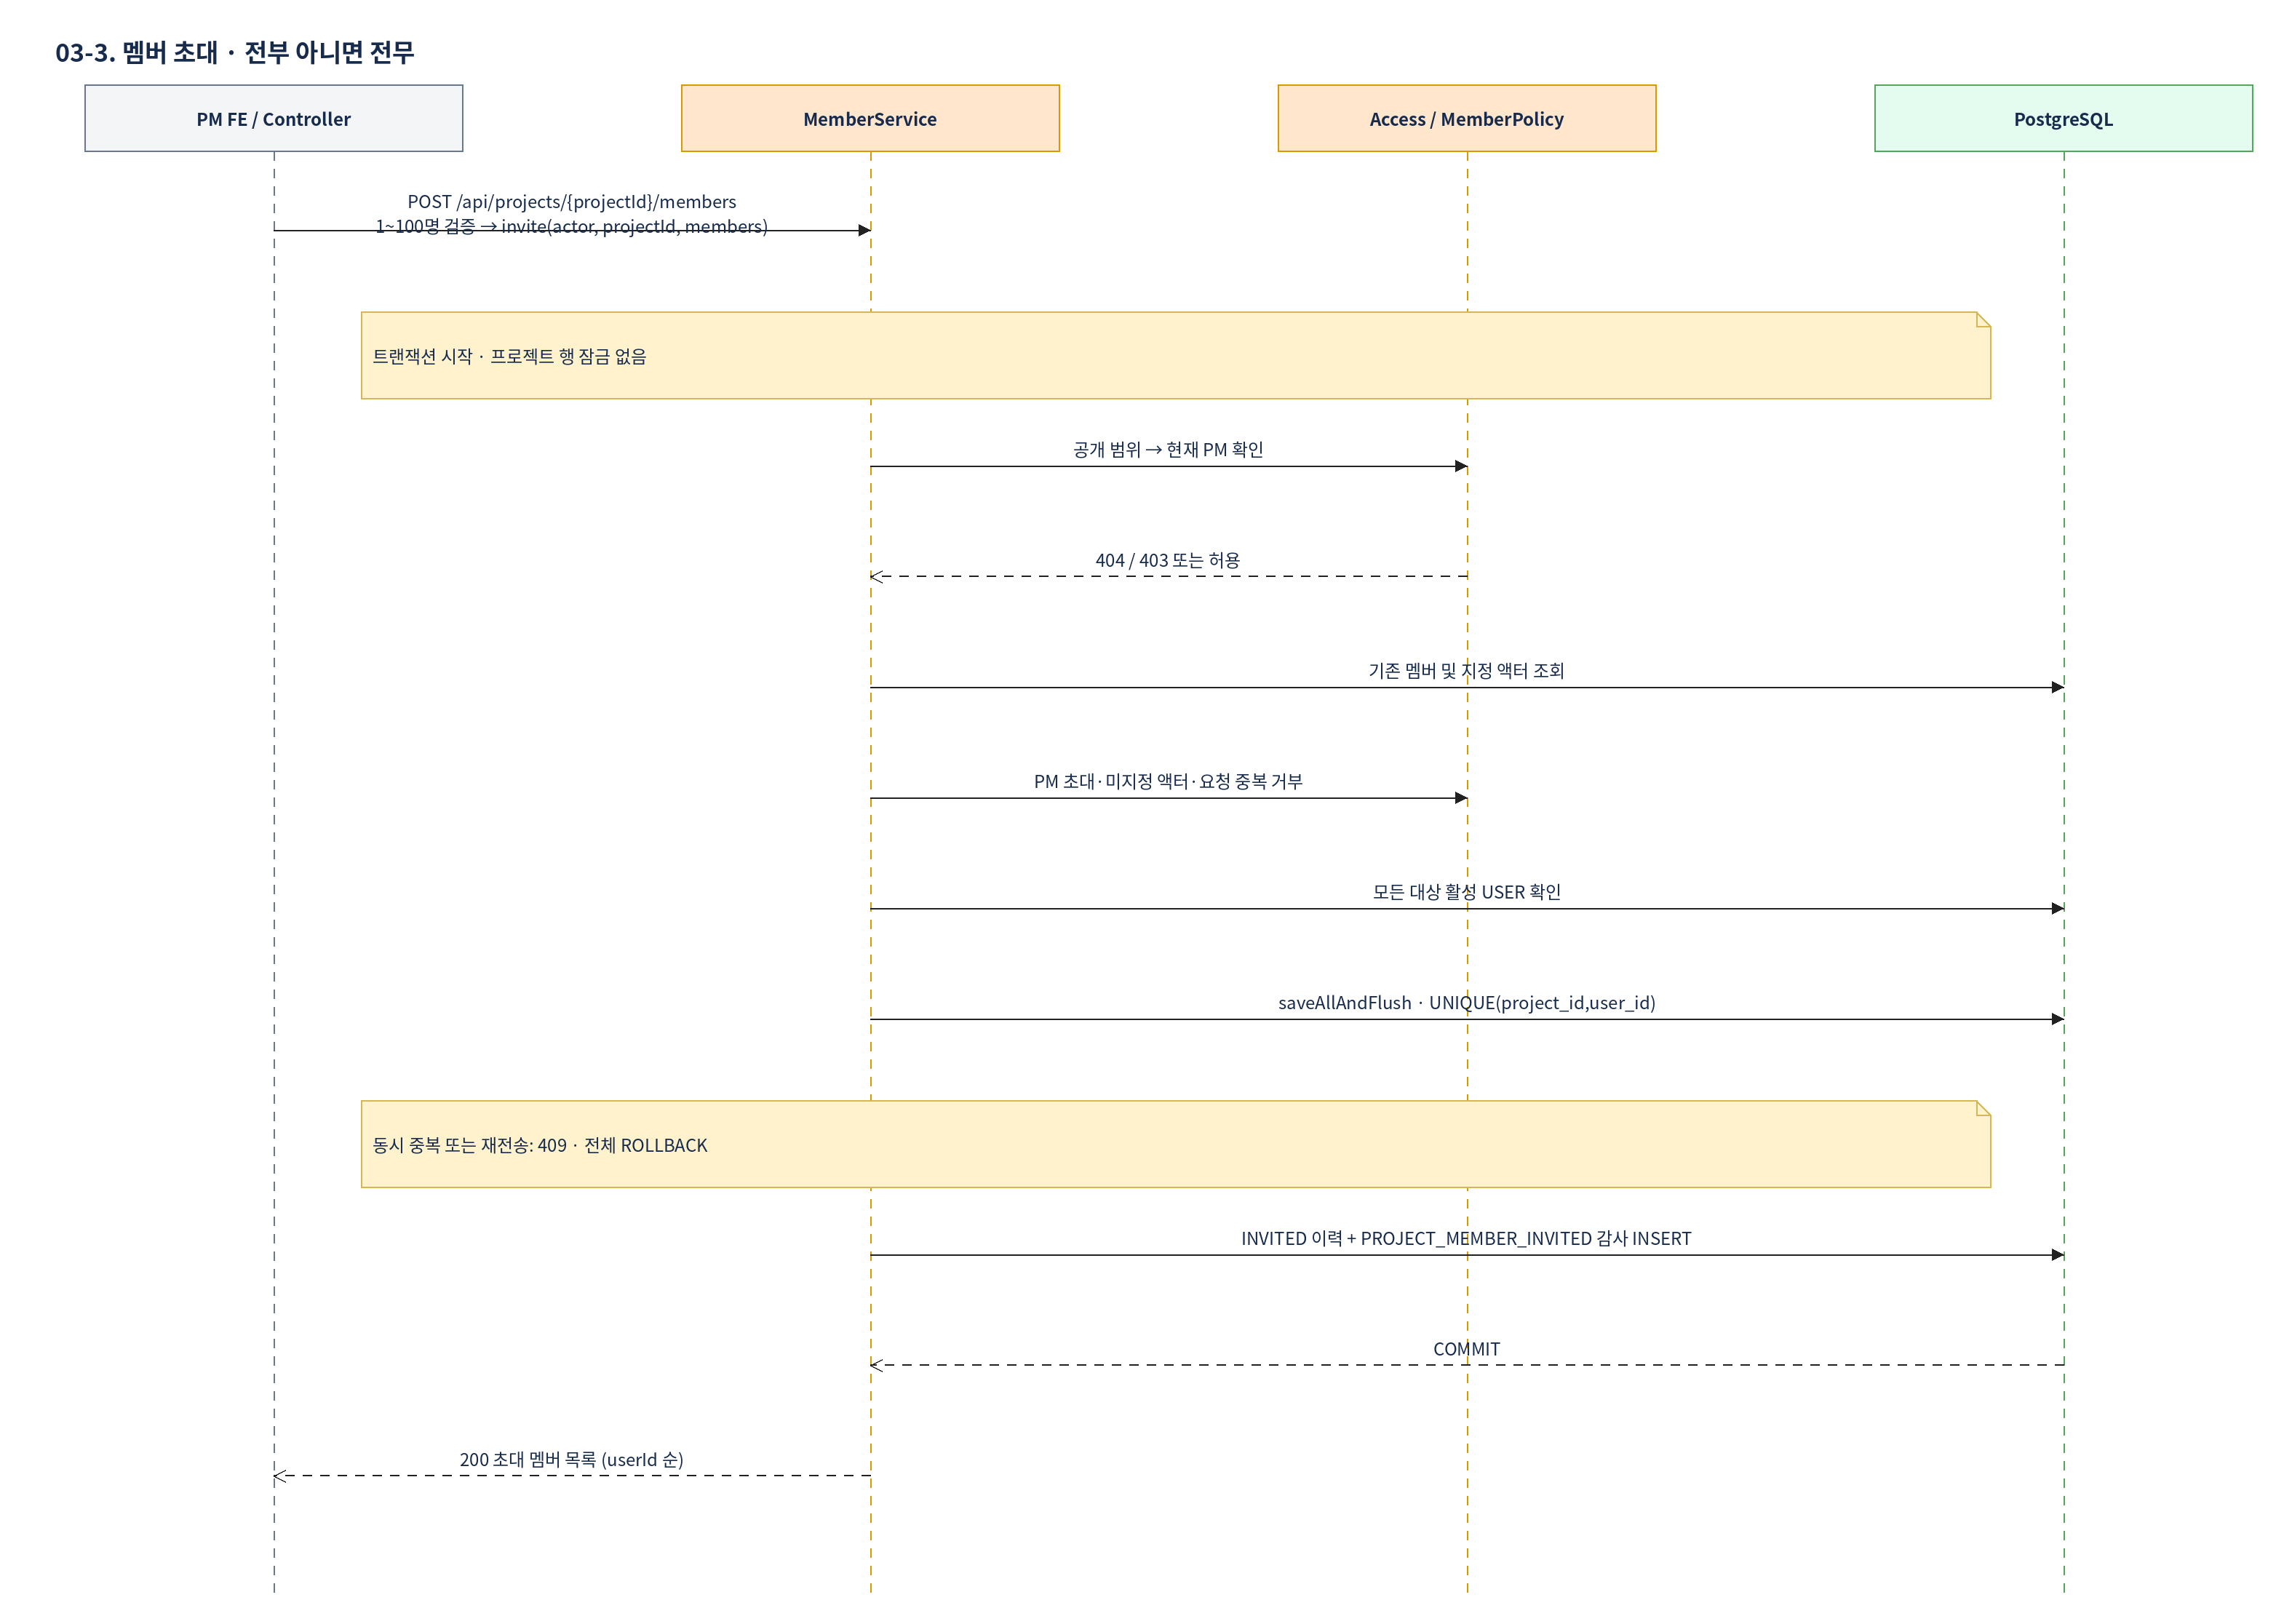 03-3. 멤버 초대 · 전부 아니면 전무
PM FE / Controller
MemberService
Access / MemberPolicy
PostgreSQL
POST /api/projects/{projectId}/members
1~100명 검증 → invite(actor, projectId, members)
트랜잭션 시작 · 프로젝트 행 잠금 없음
공개 범위 → 현재 PM 확인
404 / 403 또는 허용
기존 멤버 및 지정 액터 조회
PM 초대·미지정 액터·요청 중복 거부
모든 대상 활성 USER 확인
saveAllAndFlush · UNIQUE(project_id,user_id)
동시 중복 또는 재전송: 409 · 전체 ROLLBACK
INVITED 이력 + PROJECT_MEMBER_INVITED 감사 INSERT
COMMIT
200 초대 멤버 목록 (userId 순)